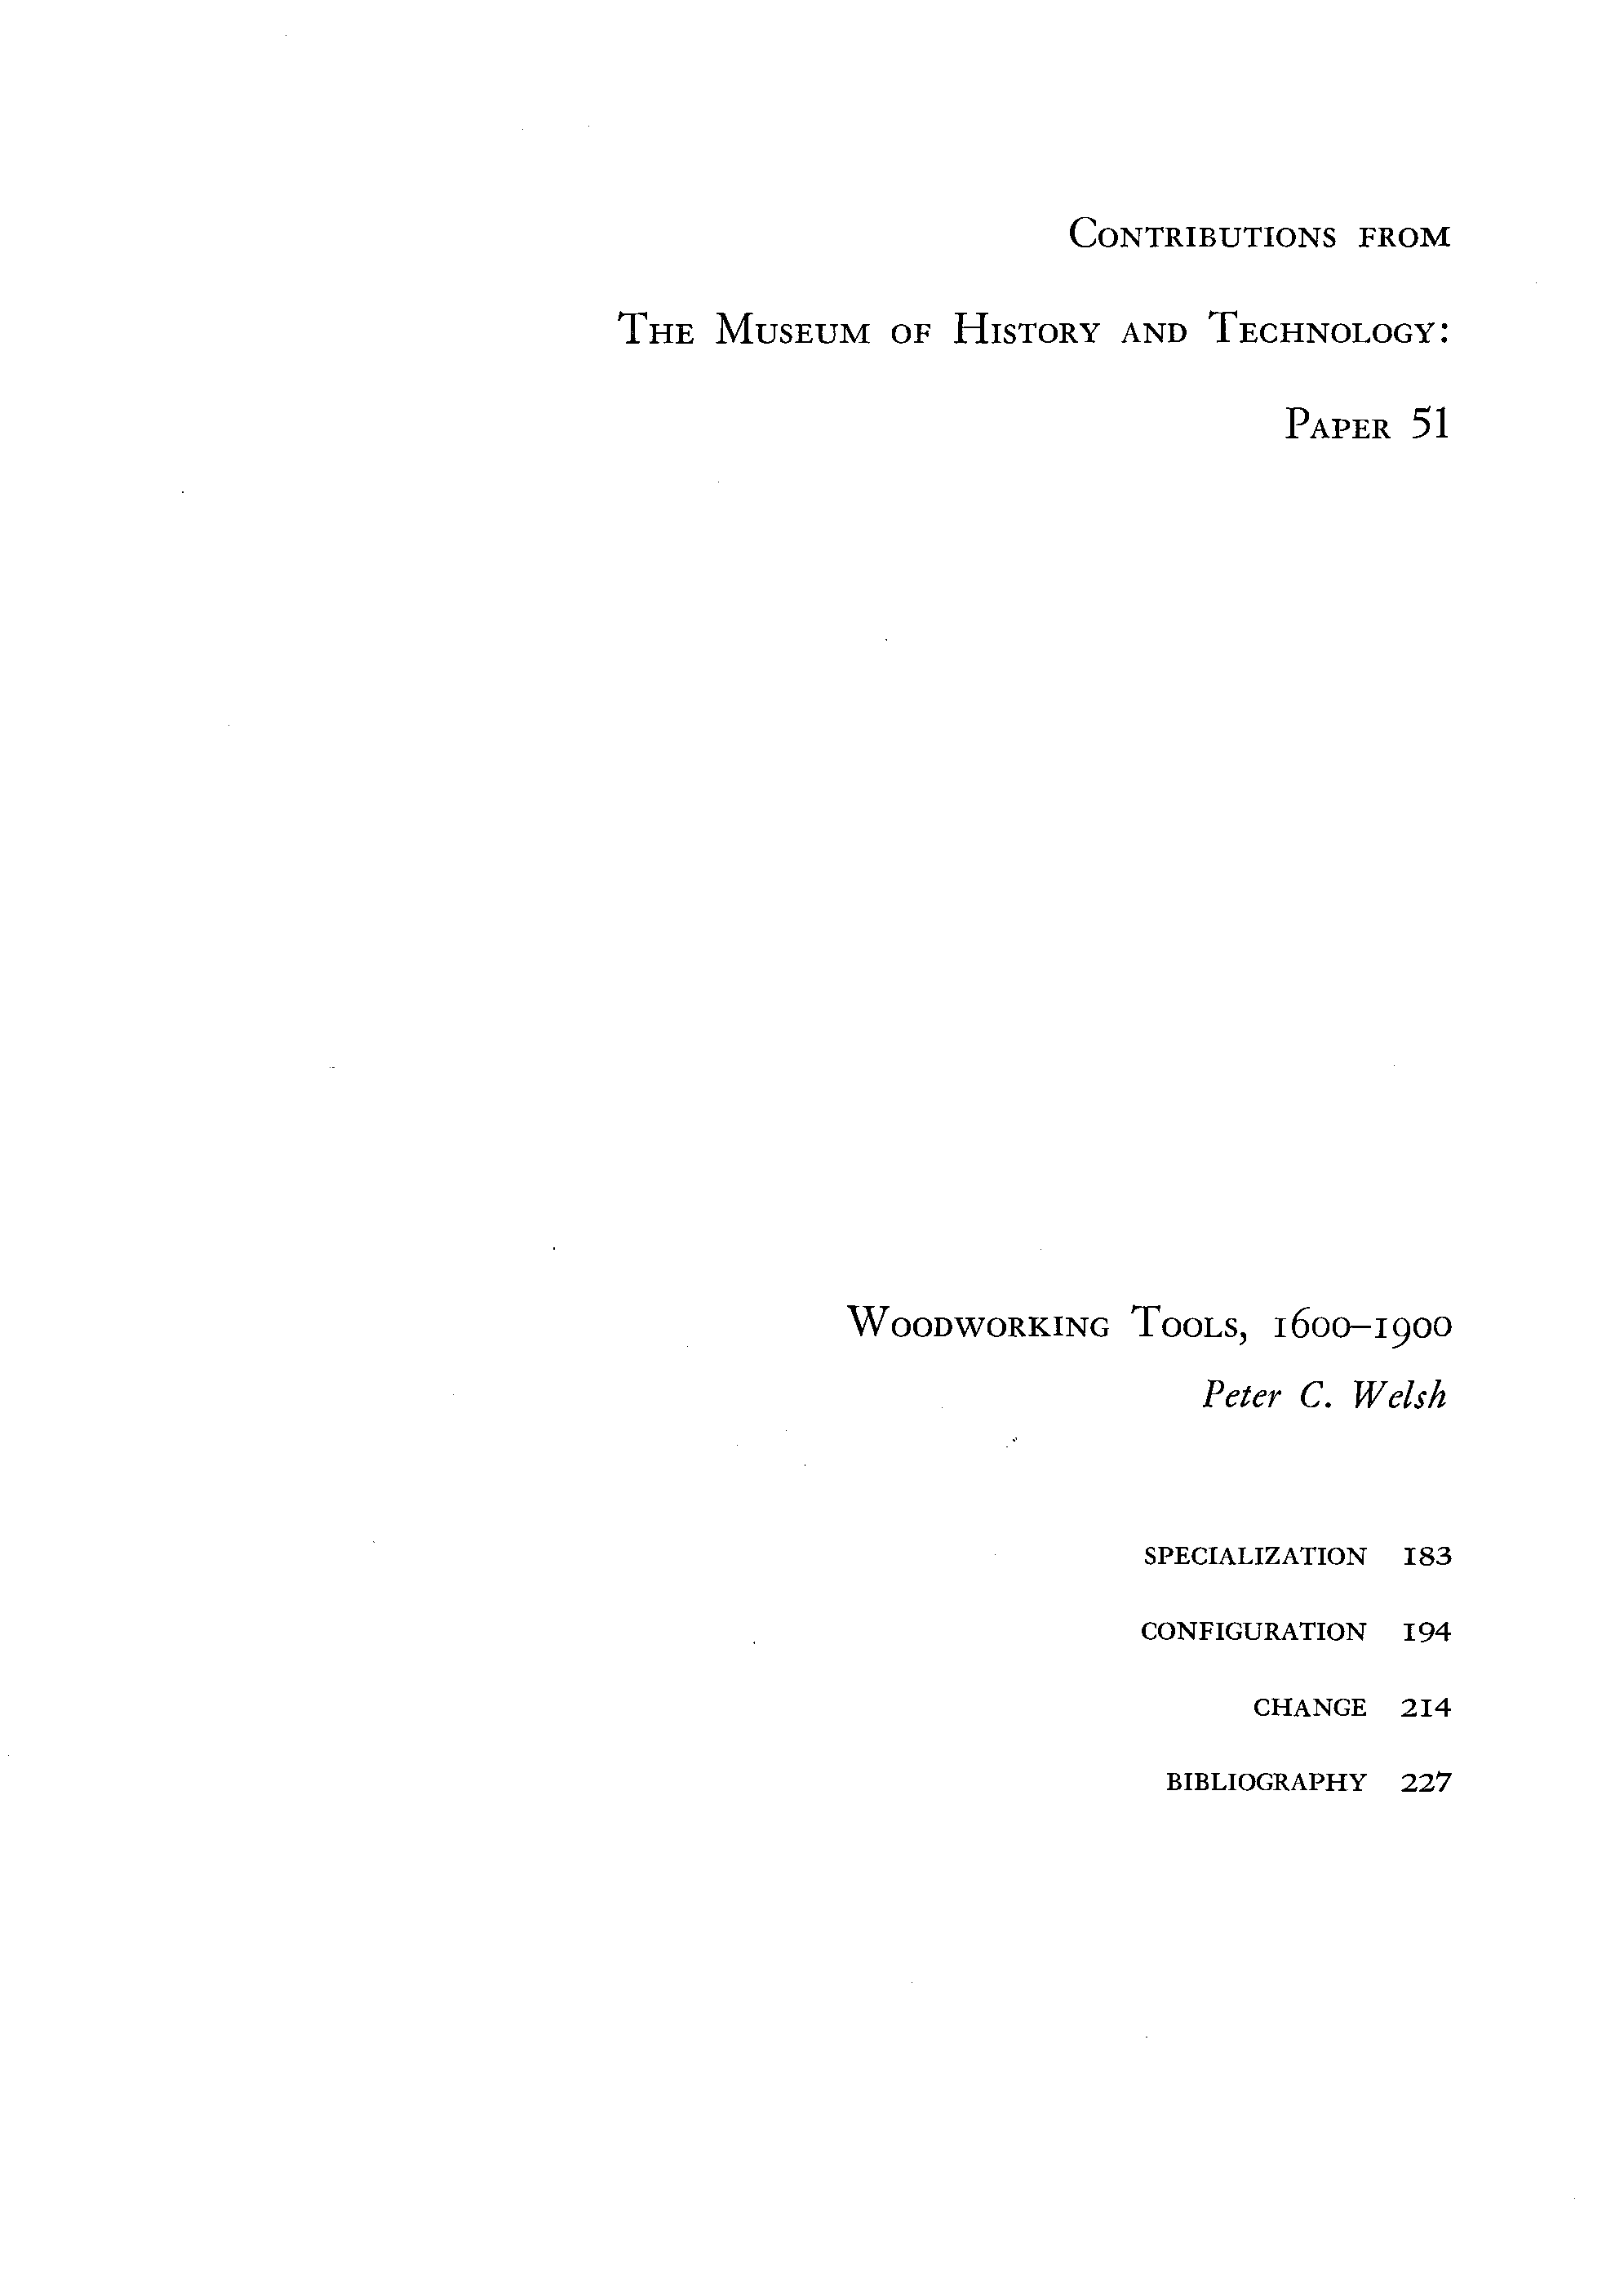 Contributions from
The Museum of History and Technology:
Paper 51
Woodworking Tools, 1600–1900
Peter C. Welsh
SPECIALIZATION 183
CONFIGURATION 194
CHANGE 214
BIBLIOGRAPHY 227